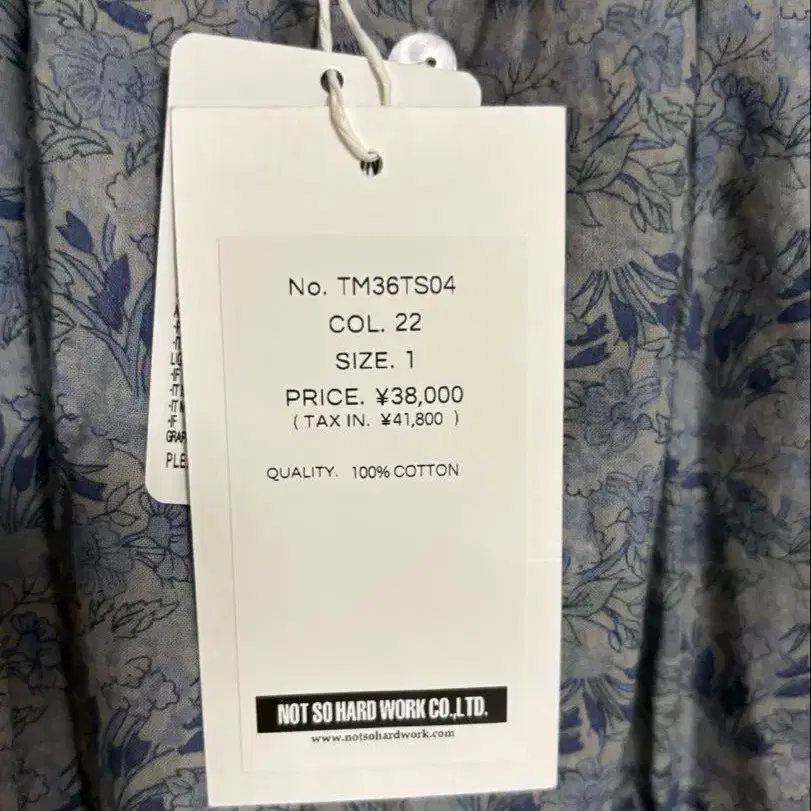 No. TM36TS04
COL. 22
SIZE. 1
PRICE. ¥38,000
( TAX IN. ¥41,800 )
QUALITY. 100% COTTON
NOT SO HARD WORK CO.,LTD.
www.notsohardwork.com